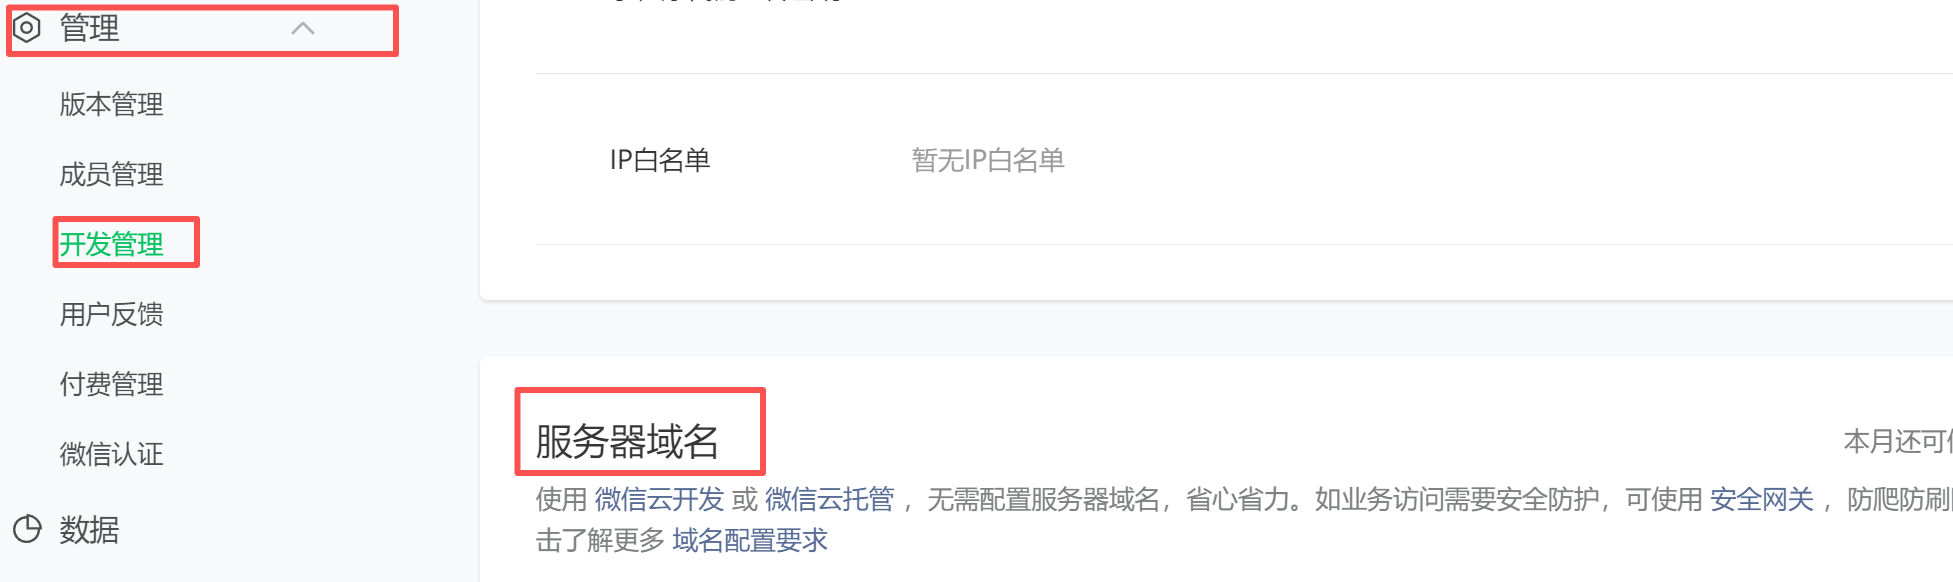 管理
版本管理
成员管理
开发管理
用户反馈
付费管理
微信认证
数据
IP白名单 暂无IP白名单
服务器域名
本月还可
使用 微信云开发 或 微信云托管 ，无需配置服务器域名，省心省力。如业务访问需要安全防护，可使用 安全网关 ，防爬防刷
击了解更多 域名配置要求